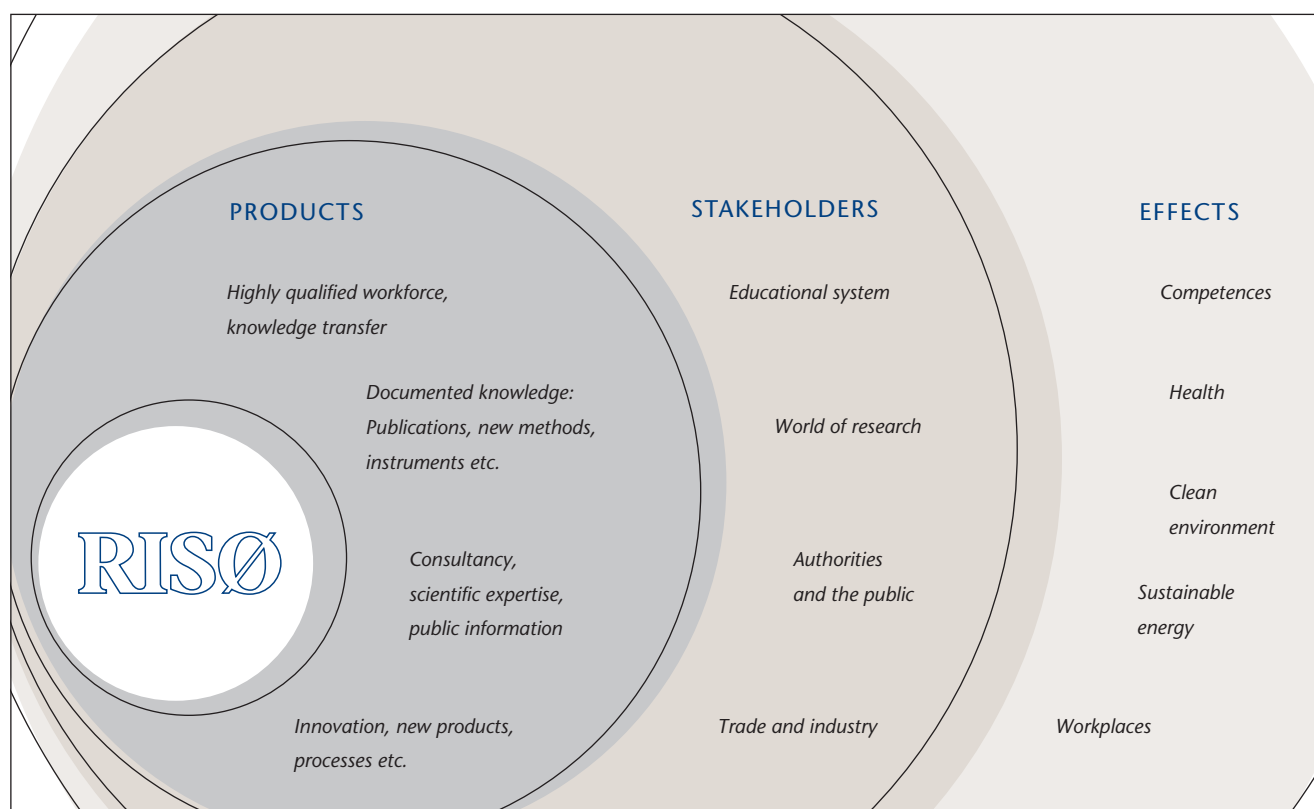 PRODUCTS
Highly qualified workforce,
knowledge transfer
Documented knowledge:
Publications, new methods,
instruments etc.
RISØ
Consultancy,
scientific expertise,
public information
Innovation, new products,
processes etc.
STAKEHOLDERS
Educational system
World of research
Authorities
and the public
Trade and industry
EFFECTS
Competences
Health
Clean
environment
Sustainable
energy
Workplaces